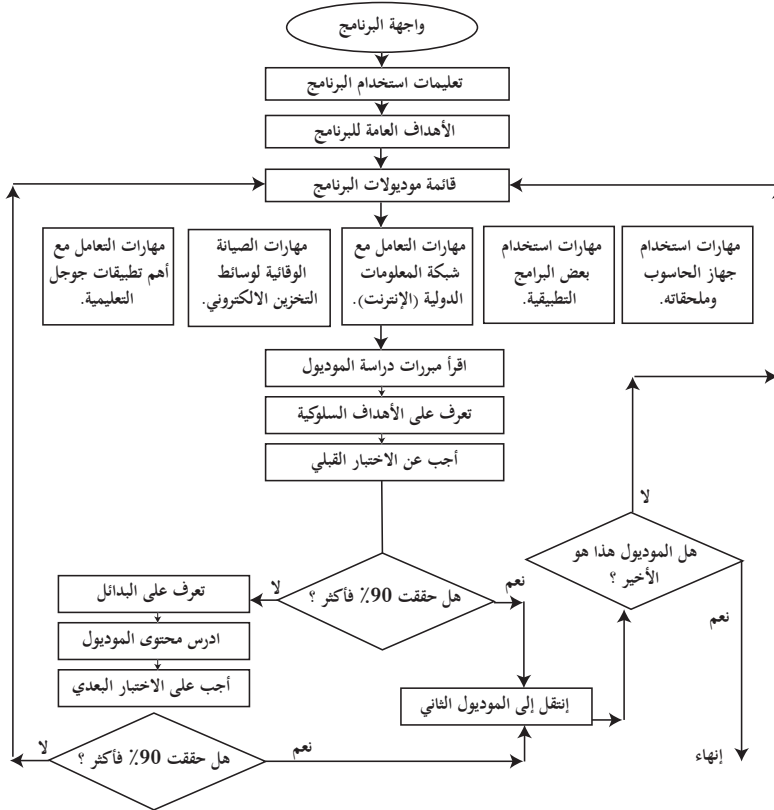 واجهة البرنامج
تعليمات استخدام البرنامج
الأهداف العامة للبرنامج
قائمة موديولات البرنامج
مهارات استخدام
جهاز الحاسوب
وملحقاته.
مهارات استخدام
بعض البرامج
التطبيقية.
مهارات التعامل مع
شبكة المعلومات
الدولية (الإنترنت).
مهارات الصيانة
الوقائية لوسائط
التخزين الالكتروني.
مهارات التعامل مع
أهم تطبيقات جوجل
التعليمية.
اقرأ مبررات دراسة الموديول
تعرف على الأهداف السلوكية
أجب عن الاختبار القبلي
هل حققت 90٪ فأكثر ؟
نعم
لا
تعرف على البدائل
ادرس محتوى الموديول
أجب على الاختبار البعدي
هل حققت 90٪ فأكثر ؟
نعم
لا
إنتقل إلى الموديول الثاني
هل الموديول هذا هو
الأخير ؟
لا
نعم
إنهاء